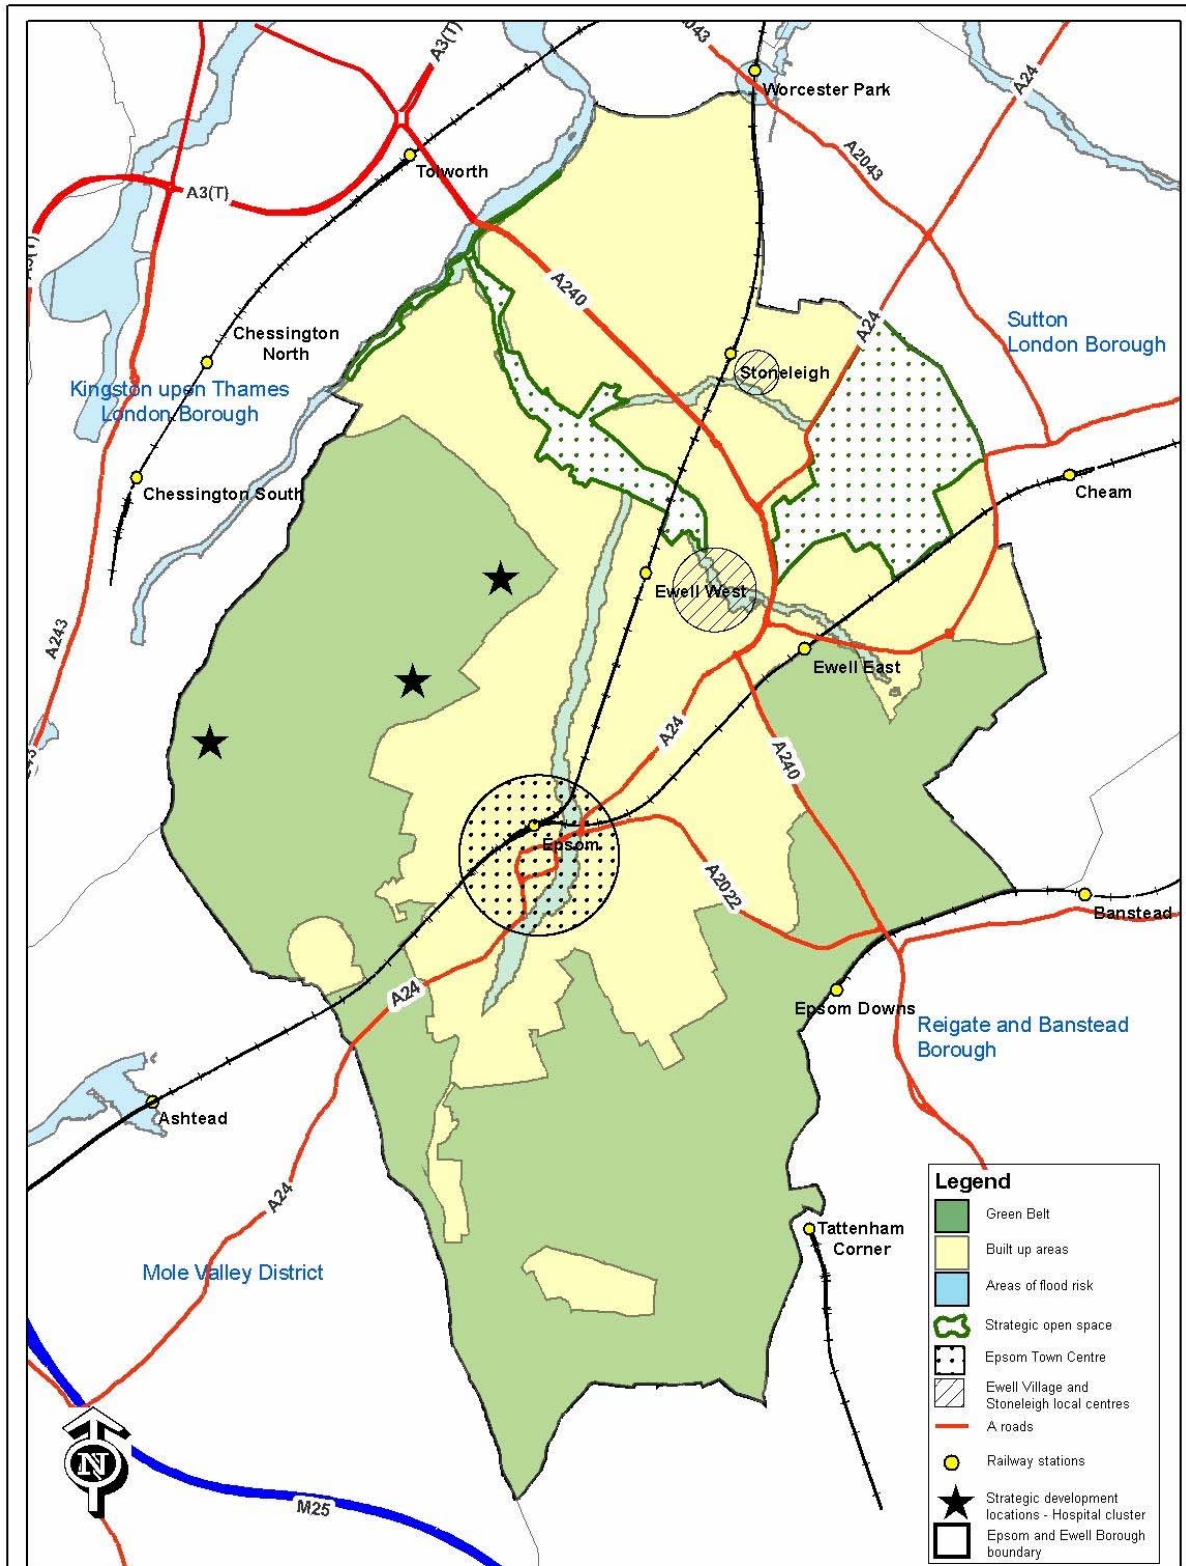 A3(T)
2043
A24
Worcester Park
Tolworth
A2043
A3(T)
A240
A24
Sutton
London Borough
Chessington
North
Stoneleigh
Kingston upon Thames
London Borough
Chessington South
Cheam
Ewell West
A243
Ewell East
A24
A240
Epsom
A2022
Banstead
A24
Epsom Downs
Reigate and Banstead
Borough
Ashtead
A24
Tattenham
Corner
Mole Valley District
M25
N
Legend
Green Belt
Built up areas
Areas of flood risk
Strategic open space
Epsom Town Centre
Ewell Village and
Stoneleigh local centres
A roads
Railway stations
Strategic development
locations - Hospital cluster
Epsom and Ewell Borough
boundary